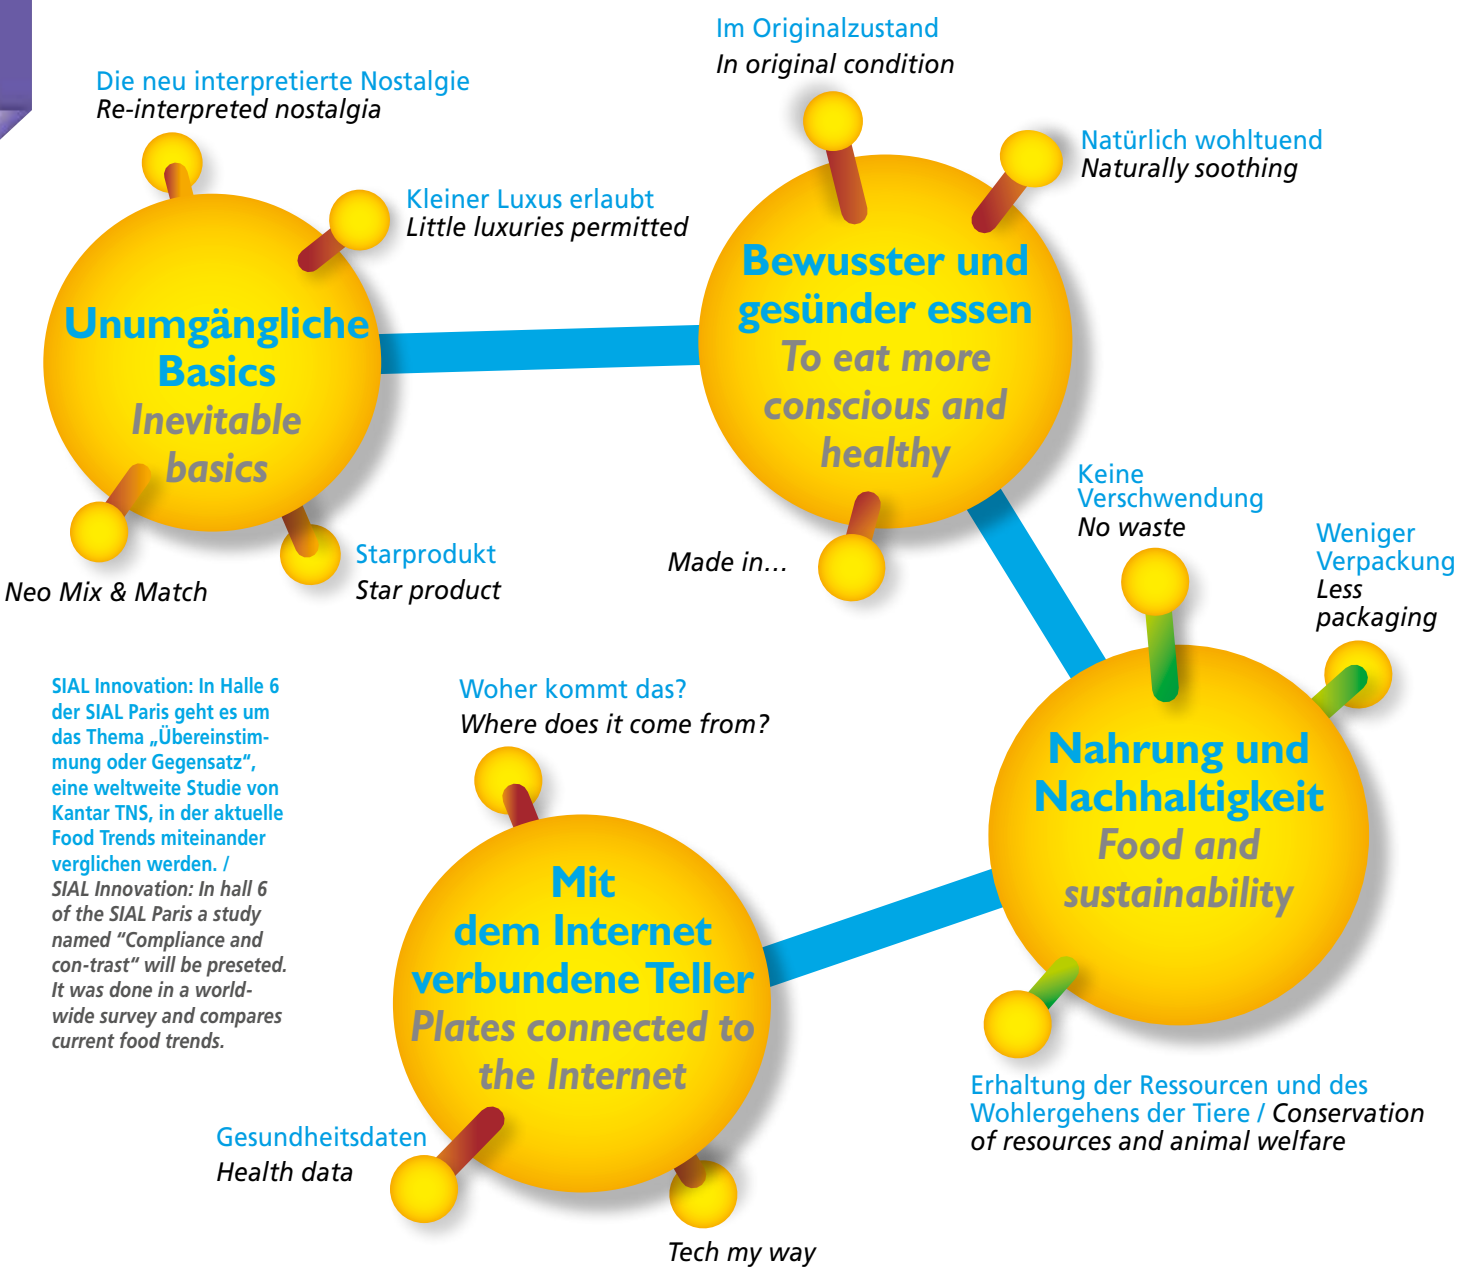 Im Originalzustand
In original condition
Die neu interpretierte Nostalgie
Re-interpreted nostalgia
Natürlich wohltuend
Naturally soothing
Kleiner Luxus erlaubt
Little luxuries permitted
Unumgängliche
Basics
Inevitable
basics
Bewusster und
gesünder essen
To eat more
conscious and
healthy
Neo Mix & Match
Starprodukt
Star product
Made in...
Keine
Verschwendung
No waste
Weniger
Verpackung
Less
packaging
SIAL Innovation: In Halle 6
der SIAL Paris geht es um
das Thema „Übereinstim-
mung oder Gegensatz“,
eine weltweite Studie von
Kantar TNS, in der aktuelle
Food Trends miteinander
verglichen werden. /
SIAL Innovation: In hall 6
of the SIAL Paris a study
named “Compliance and
con-trast“ will be preseted.
It was done in a world-
wide survey and compares
current food trends.
Woher kommt das?
Where does it come from?
Nahrung und
Nachhaltigkeit
Food and
sustainability
Mit
dem Internet
verbundene Teller
Plates connected to
the Internet
Erhaltung der Ressourcen und des
Wohlergehens der Tiere / Conservation
of resources and animal welfare
Gesundheitsdaten
Health data
Tech my way